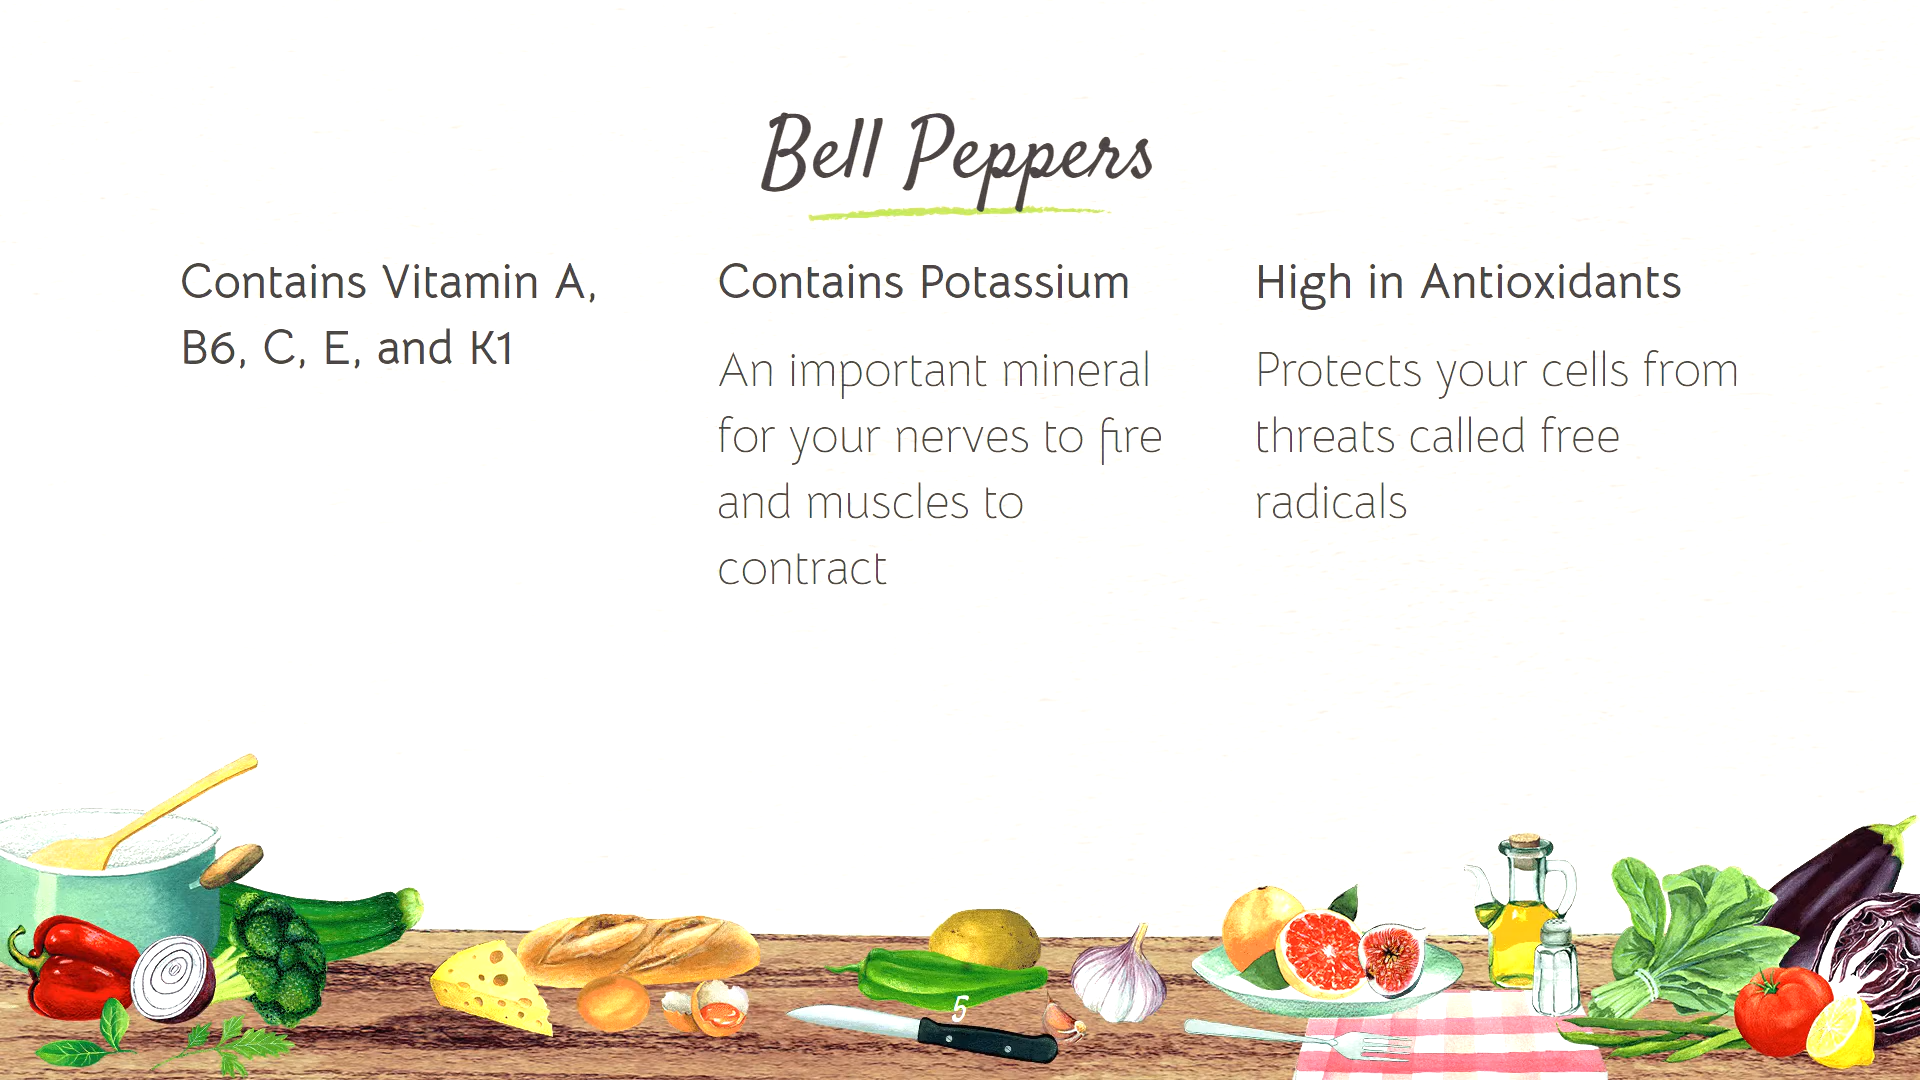 Bell Peppers
Contains Vitamin A,
B6, C, E, and K1
Contains Potassium
An important mineral
for your nerves to fire
and muscles to
contract
High in Antioxidants
Protects your cells from
threats called free
radicals
5